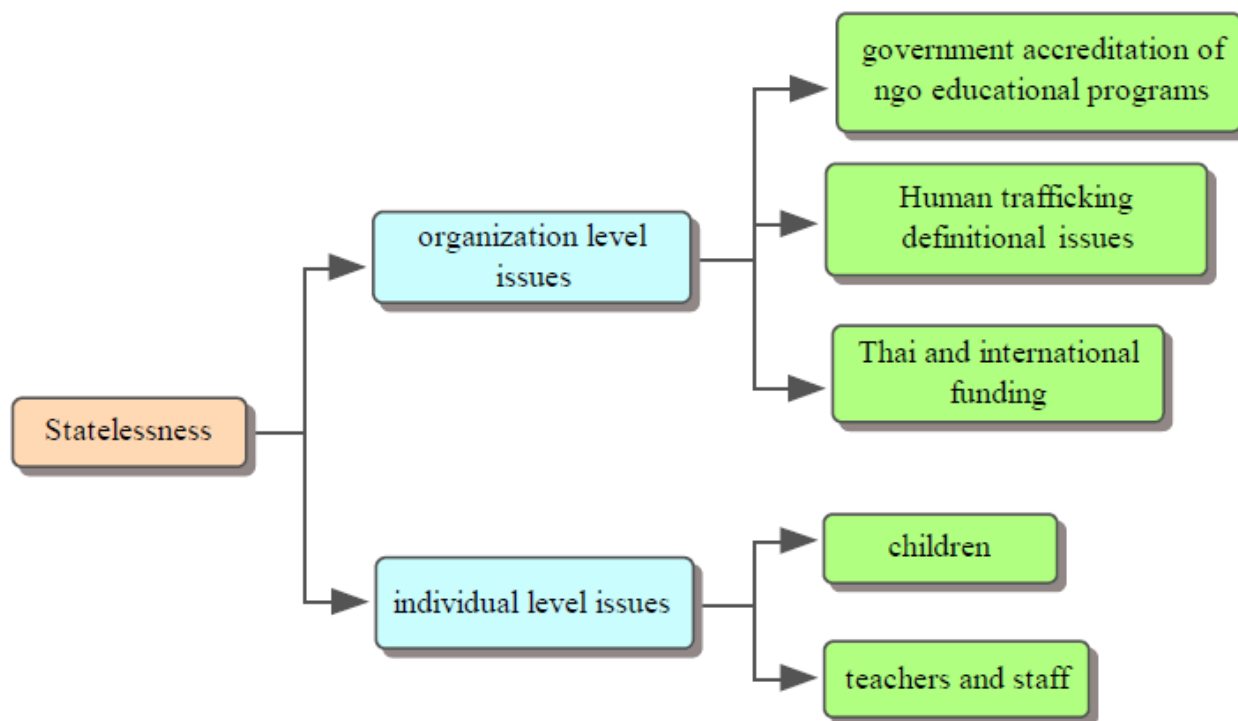 government accreditation of
ngo educational programs
Human trafficking
definitional issues
organization level
issues
Thai and international
funding
Statelessness
children
individual level issues
teachers and staff